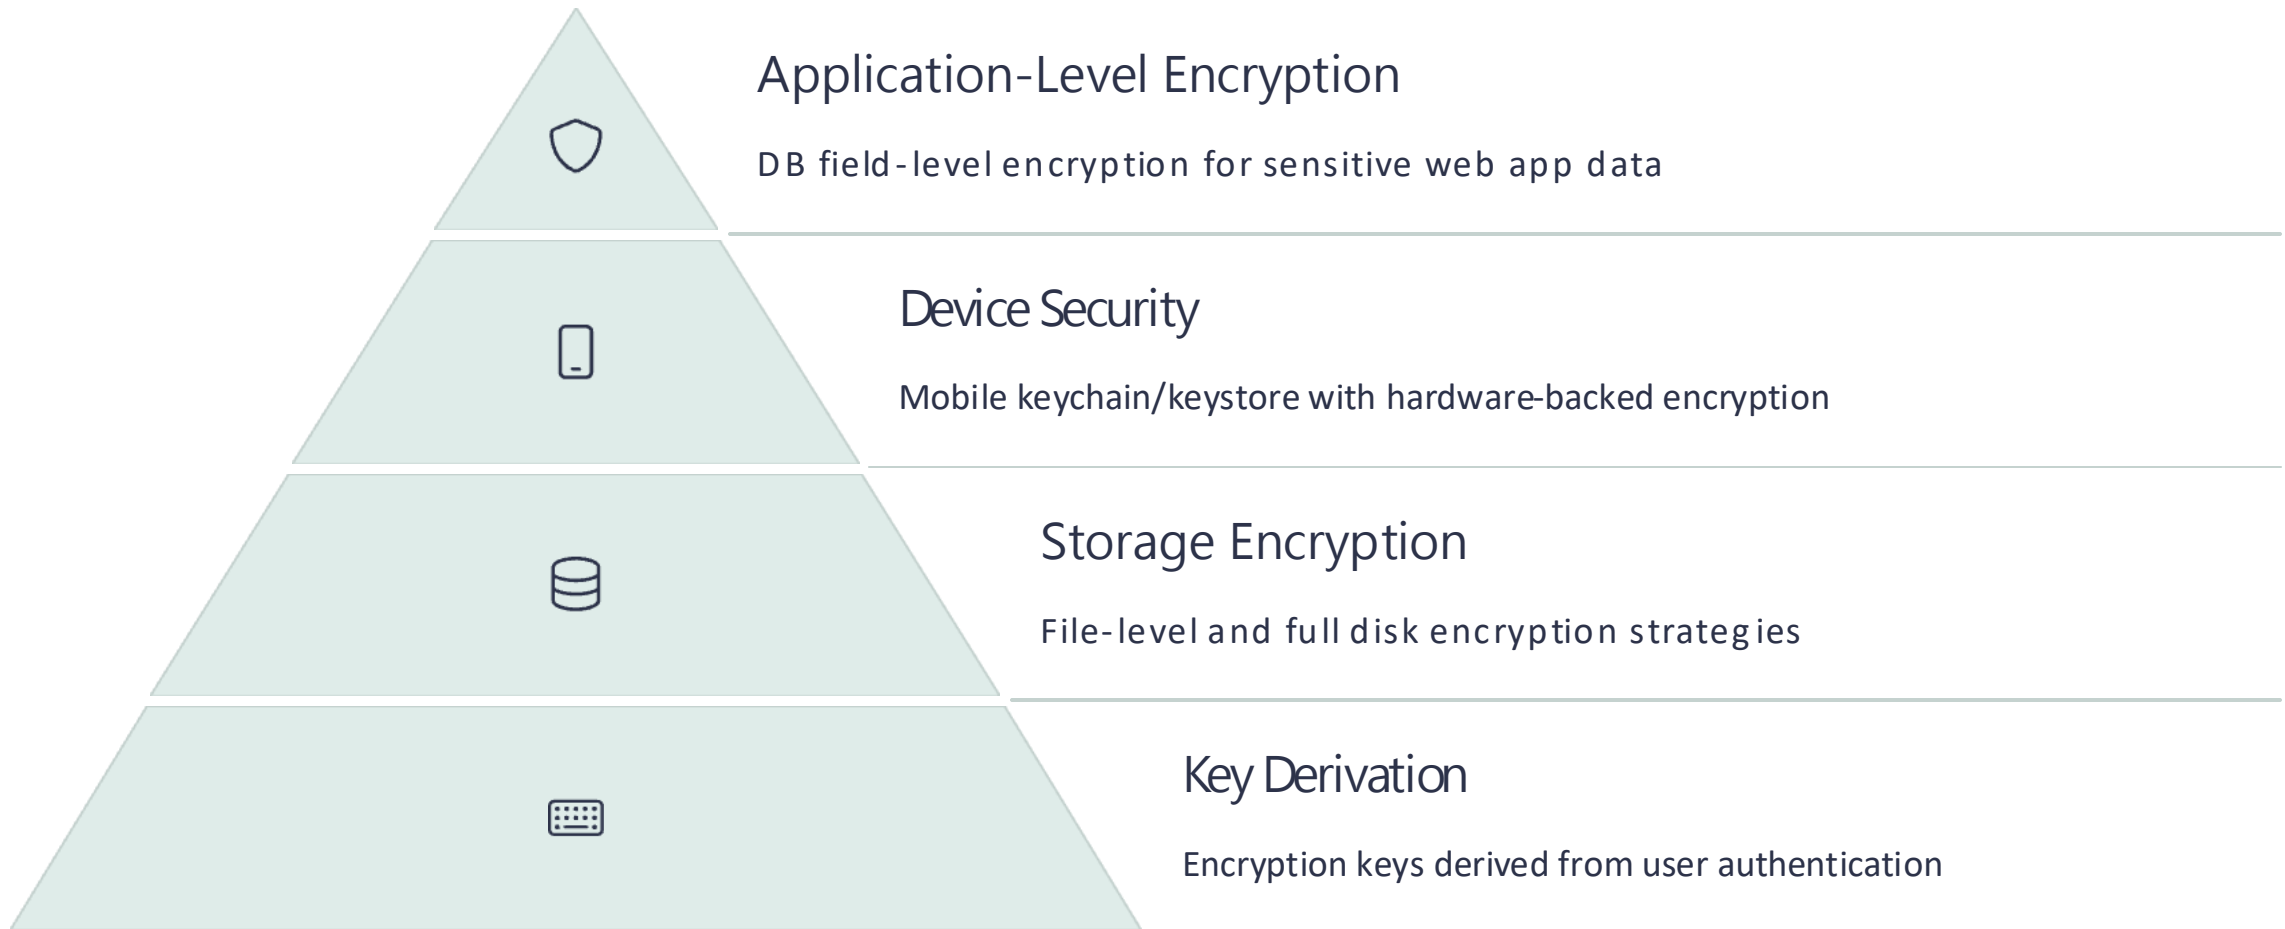 Application-Level Encryption
DB field-level encryption for sensitive web app data
Device Security
Mobile keychain/keystore with hardware-backed encryption
Storage Encryption
File-level and full disk encryption strategies
Key Derivation
Encryption keys derived from user authentication